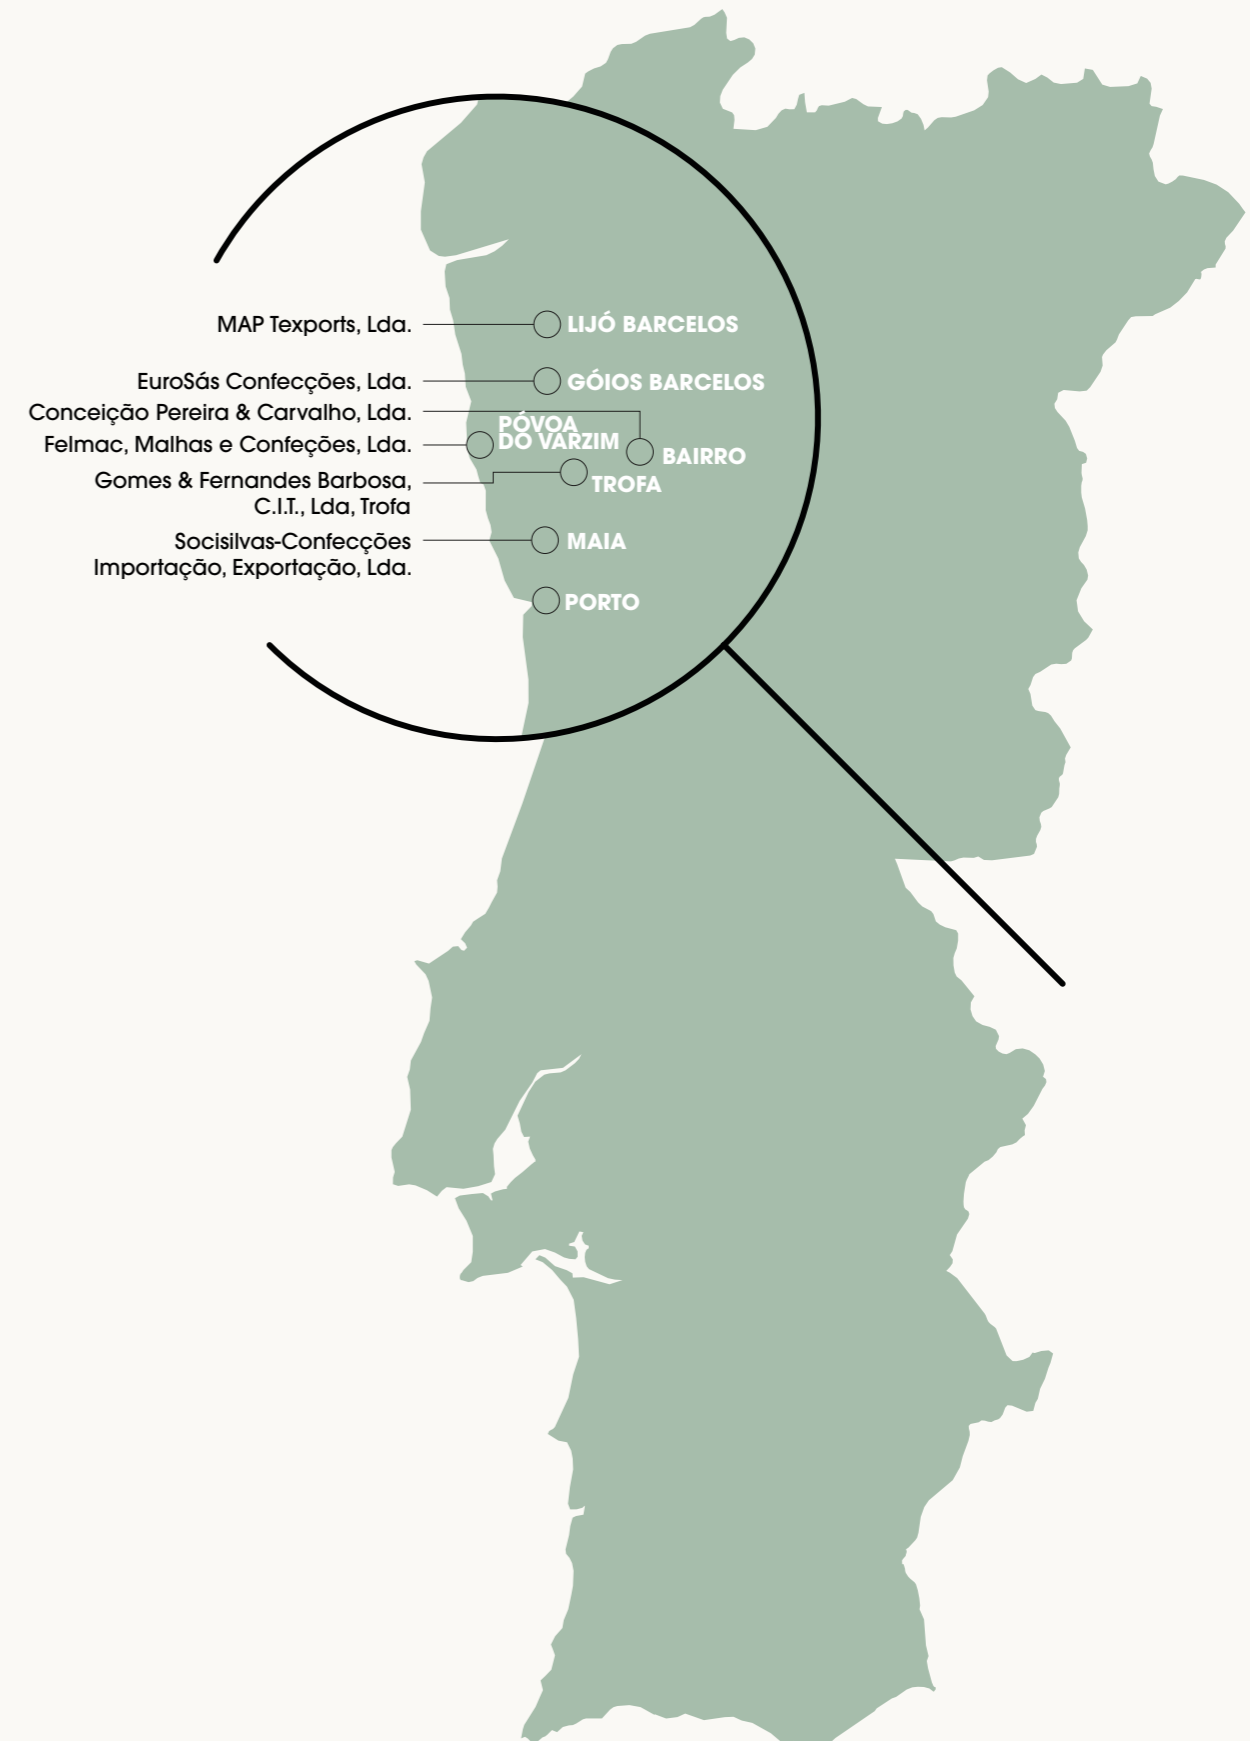 MAP Texports, Lda.
LIJÓ BARCELOS
EuroSás Confecções, Lda.
GÓIOS BARCELOS
Conceição Pereira & Carvalho, Lda.
PÓVOA
DO VARZIM
Felmac, Malhas e Confeções, Lda.
BAIRRO
Gomes & Fernandes Barbosa,
C.I.T., Lda, Trofa
TROFA
Socisilvas-Confecções
Importação, Exportação, Lda.
MAIA
PORTO